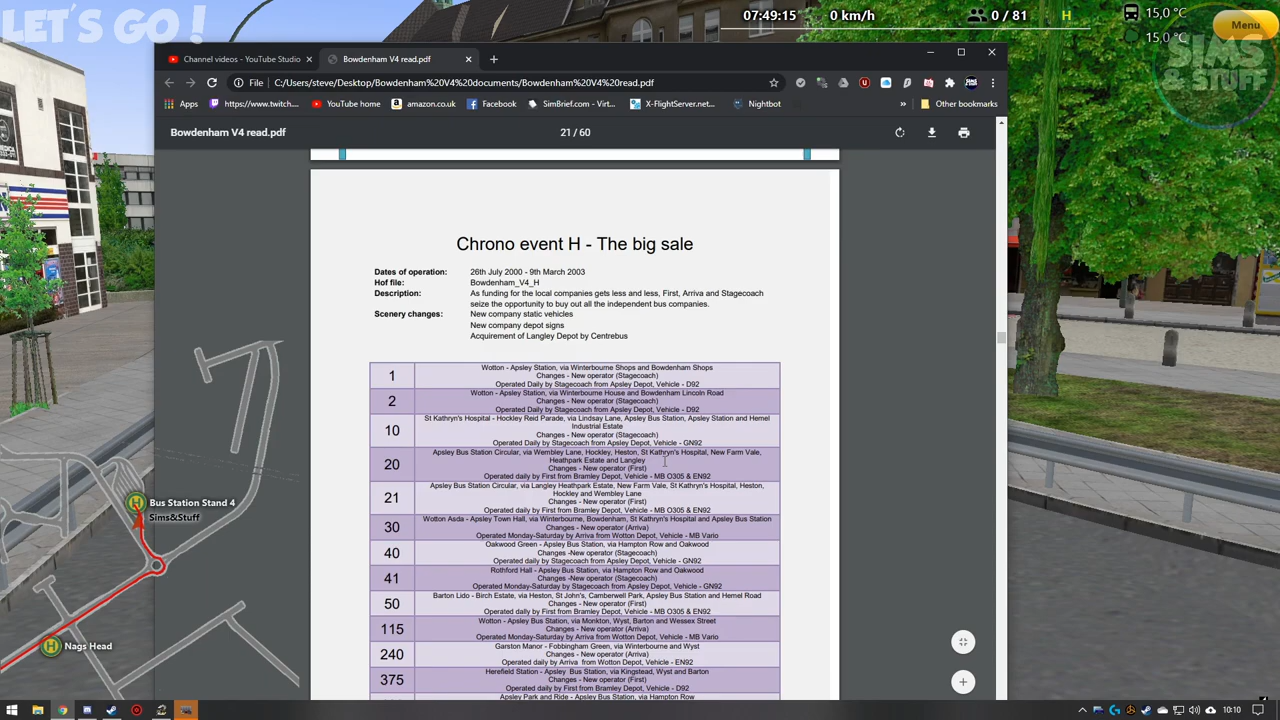 LET'S GO !
07:49:15
0 km/h
0 / 81
H
15,0 °C
15,0 °C
Menu
SIMS
&STUFF
Channel videos - YouTube Studio
Bowdenham V4 read.pdf
File
C:/Users/steve/Desktop/Bowdenham%20V4%20documents/Bowdenham%20V4%20read.pdf
Apps
https://www.twitch....
YouTube home
amazon.co.uk
Facebook
SimBrief.com - Virt...
X-FlightServer.net...
Nightbot
»
Other bookmarks
Bowdenham V4 read.pdf
21 / 60
Chrono event H - The big sale
Dates of operation: 26th July 2000 - 9th March 2003
Hof file: Bowdenham_V4_H
Description: As funding for the local companies gets less and less, First, Arriva and Stagecoach
seize the opportunity to buy out all the independent bus companies.
Scenery changes: New company static vehicles
New company depot signs
Acquirement of Langley Depot by Centrebus
1
Wotton - Apsley Station, via Winterbourne Shops and Bowdenham Shops
Changes - New operator (Stagecoach)
Operated Daily by Stagecoach from Apsley Depot, Vehicle - D92
2
Wotton - Apsley Station, via Winterbourne House and Bowdenham Lincoln Road
Changes - New operator (Stagecoach)
Operated Daily by Stagecoach from Apsley Depot, Vehicle - D92
10
St Kathryn's Hospital - Hockley Reid Parade, via Lindsay Lane, Apsley Bus Station, Apsley Station and Hemel
Industrial Estate
Changes - New operator (Stagecoach)
Operated Daily by Stagecoach from Apsley Depot, Vehicle - GN92
20
Apsley Bus Station Circular, via Wembley Lane, Hockley, Heston, St Kathryn's Hospital, New Farm Vale,
Heathpark Estate and Langley
Changes - New operator (First)
Operated daily by First from Bramley Depot, Vehicle - MB O305 & EN92
21
Apsley Bus Station Circular, via Langley Heathpark Estate, New Farm Vale, St Kathryn's Hospital, Heston,
Hockley and Wembley Lane
Changes - New operator (First)
Operated daily by First from Bramley Depot, Vehicle - MB O305 & EN92
30
Wotton Asda - Apsley Town Hall, via Winterbourne, Bowdenham, St Kathryn's Hospital and Apsley Bus Station
Changes - New operator (Arriva)
Operated Monday-Saturday by Arriva from Wotton Depot, Vehicle - MB Vario
40
Oakwood Green - Apsley Bus Station, via Hampton Row and Oakwood
Changes -New operator (Stagecoach)
Operated daily by Stagecoach from Apsley Depot, Vehicle - GN92
41
Rothford Hall - Apsley Bus Station, via Hampton Row and Oakwood
Changes -New operator (Stagecoach)
Operated Monday-Saturday by Stagecoach from Apsley Depot, Vehicle - GN92
50
Barton Lido - Birch Estate, via Heston, St John's, Camberwell Park, Apsley Bus Station and Hemel Road
Changes - New operator (First)
Operated daily by First from Bramley Depot, Vehicle - MB O305 & EN92
115
Wotton - Apsley Bus Station, via Monkton, Wyst, Barton and Wessex Street
Changes - New operator (Arriva)
Operated Monday-Saturday by Arriva from Wotton Depot, Vehicle - MB Vario
240
Garston Manor - Fobbingham Green, via Winterbourne and Wyst
Changes - New operator (Arriva)
Operated daily by Arriva from Wotton Depot, Vehicle - EN92
375
Herefield Station - Apsley Bus Station, via Kingstead, Wyst and Barton
Changes - New operator (First)
Operated daily by First from Bramley Depot, Vehicle - D92
Apsley Park and Ride - Apsley Bus Station, via Hampton Row
H
Bus Station Stand 4
Sims&Stuff
H
Nags Head
10:10